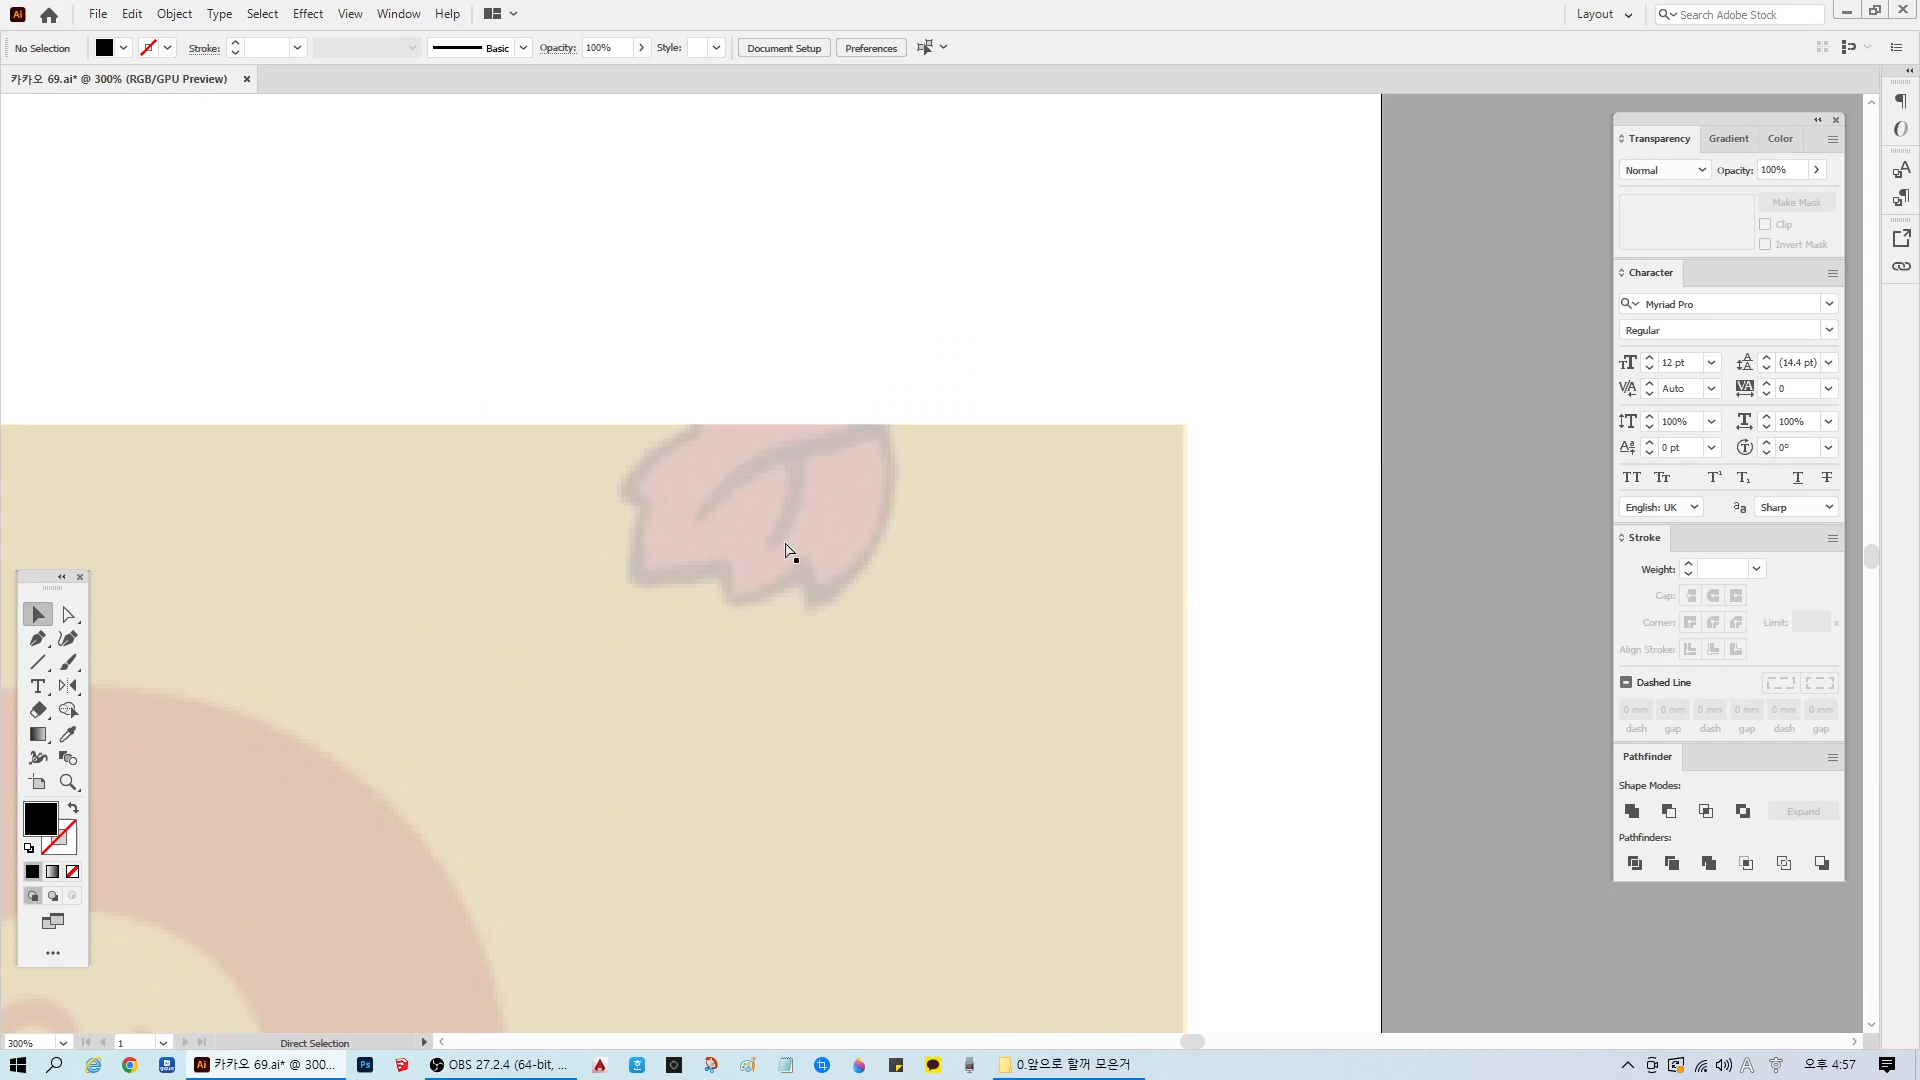 Ai File Edit Object Type Select Effect View Window Help Layout Search Adobe Stock
No Selection Stroke: Basic Opacity: 100% Style: Document Setup Preferences
카카오 69.ai* @ 300% (RGB/GPU Preview)
Transparency Gradient Color
Normal Opacity: 100%
Make Mask
Clip
Invert Mask
Character
Myriad Pro
Regular
12 pt (14.4 pt)
Auto 0
100% 100%
0 pt 0°
English: UK Sharp
Stroke
Weight:
Cap:
Corner: Limit: x
Align Stroke:
Dashed Line
0 mm 0 mm 0 mm 0 mm 0 mm 0 mm
dash gap dash gap dash gap
Pathfinder
Shape Modes:
Expand
Pathfinders:
300% 1 Direct Selection
카카오 69.ai* @ 300... OBS 27.2.4 (64-bit, ... 0.앞으로 할꺼 모은거 오후 4:57